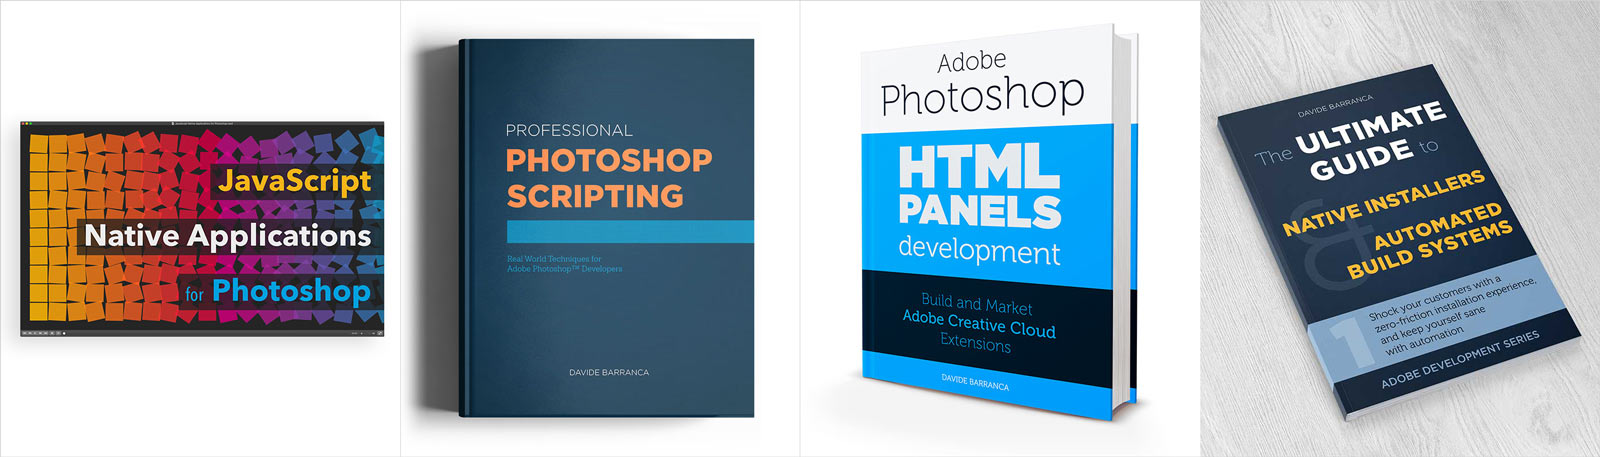 JavaScript
Native Applications
for Photoshop
PROFESSIONAL
PHOTOSHOP
SCRIPTING
Real World Techniques for
Adobe Photoshop™ Developers
DAVIDE BARRANCA
Adobe
Photoshop
HTML
PANELS
development
Build and Market
Adobe Creative Cloud
Extensions
DAVIDE BARRANCA
DAVIDE BARRANCA
The ULTIMATE
GUIDE to
&
NATIVE INSTALLERS
AUTOMATED
BUILD SYSTEMS
1
Shock your customers with a
zero-friction installation experience,
and keep yourself sane
with automation
ADOBE DEVELOPMENT SERIES